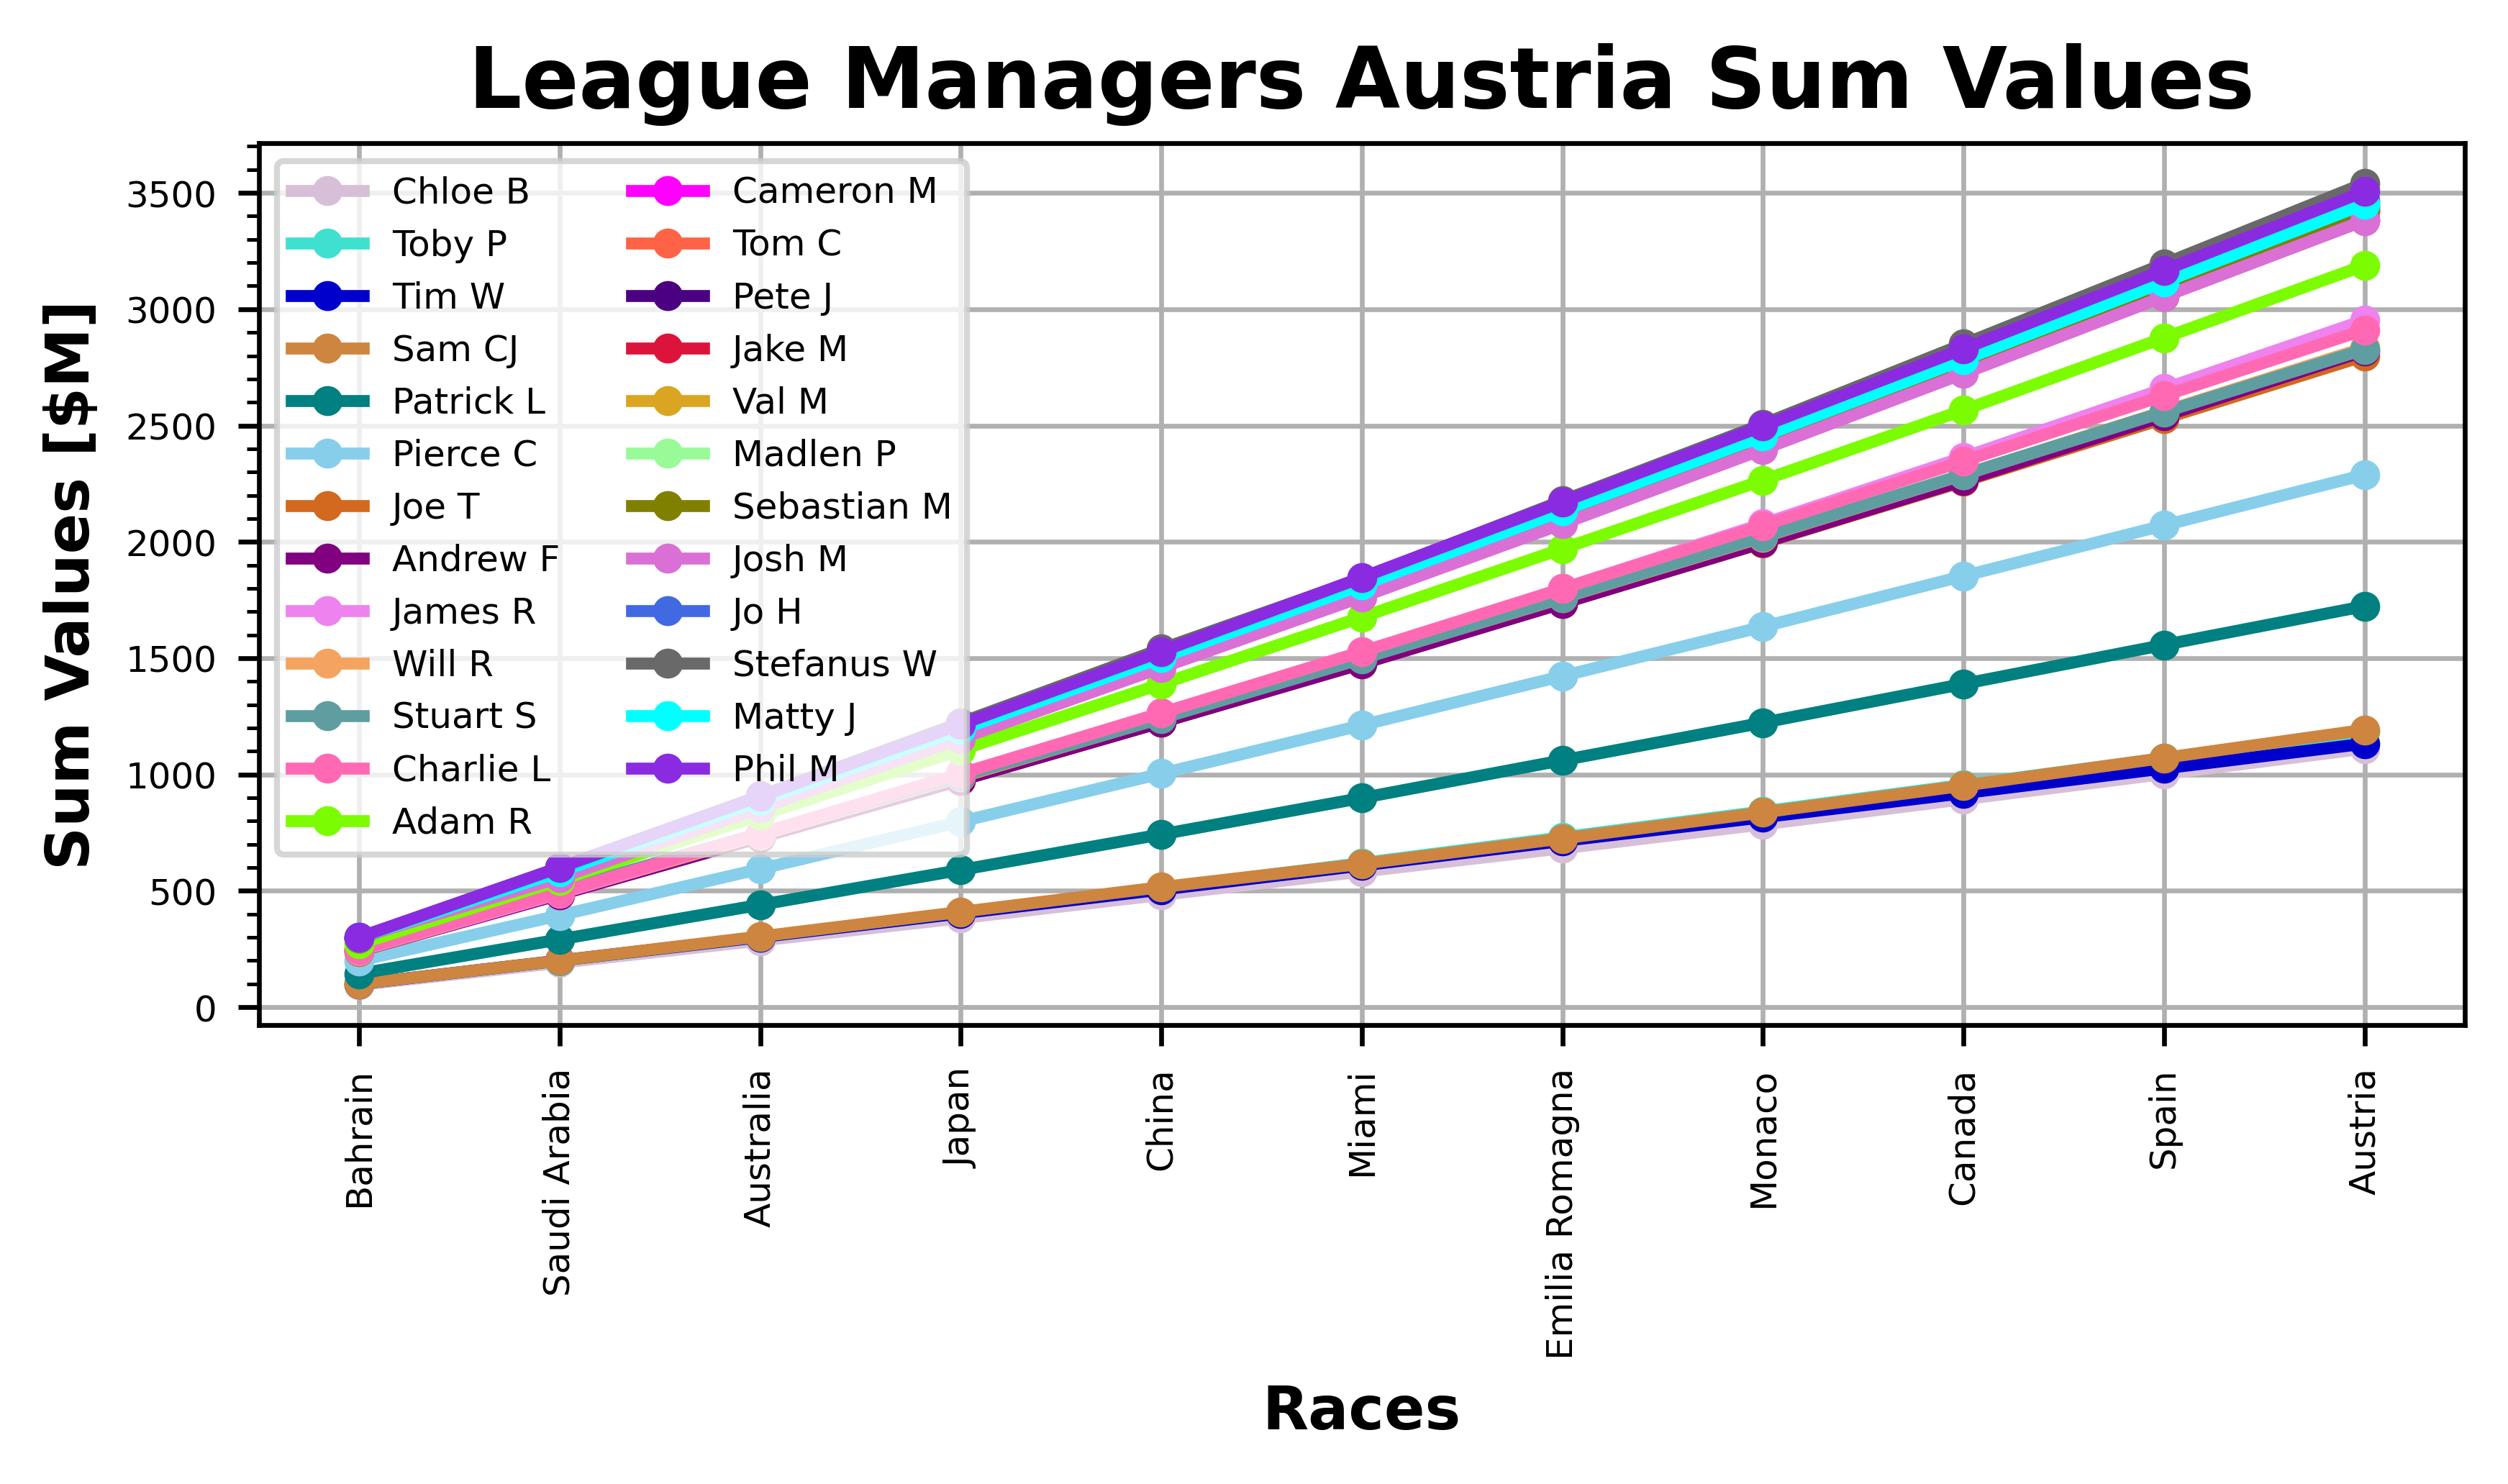 League Managers Austria Sum Values
Sum Values [$M]
3500
3000
2500
2000
1500
1000
500
0
Chloe B
Toby P
Tim W
Sam CJ
Patrick L
Pierce C
Joe T
Andrew F
James R
Will R
Stuart S
Charlie L
Adam R
Cameron M
Tom C
Pete J
Jake M
Val M
Madlen P
Sebastian M
Josh M
Jo H
Stefanus W
Matty J
Phil M
Bahrain
Saudi Arabia
Australia
Japan
China
Miami
Emilia Romagna
Monaco
Canada
Spain
Austria
Races